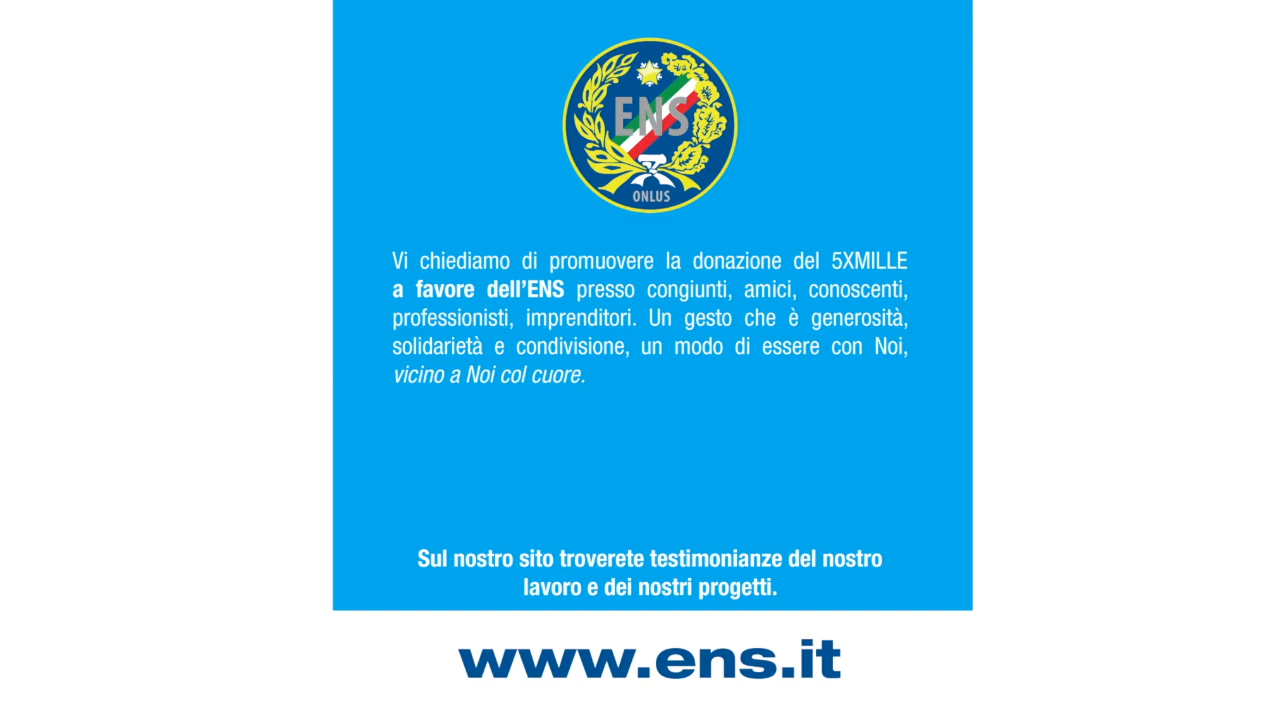 ENS
ONLUS
Vi chiediamo di promuovere la donazione del 5XMILLE
a favore dell’ENS presso congiunti, amici, conoscenti,
professionisti, imprenditori. Un gesto che è generosità,
solidarietà e condivisione, un modo di essere con Noi,
vicino a Noi col cuore.
Sul nostro sito troverete testimonianze del nostro
lavoro e dei nostri progetti.
www.ens.it